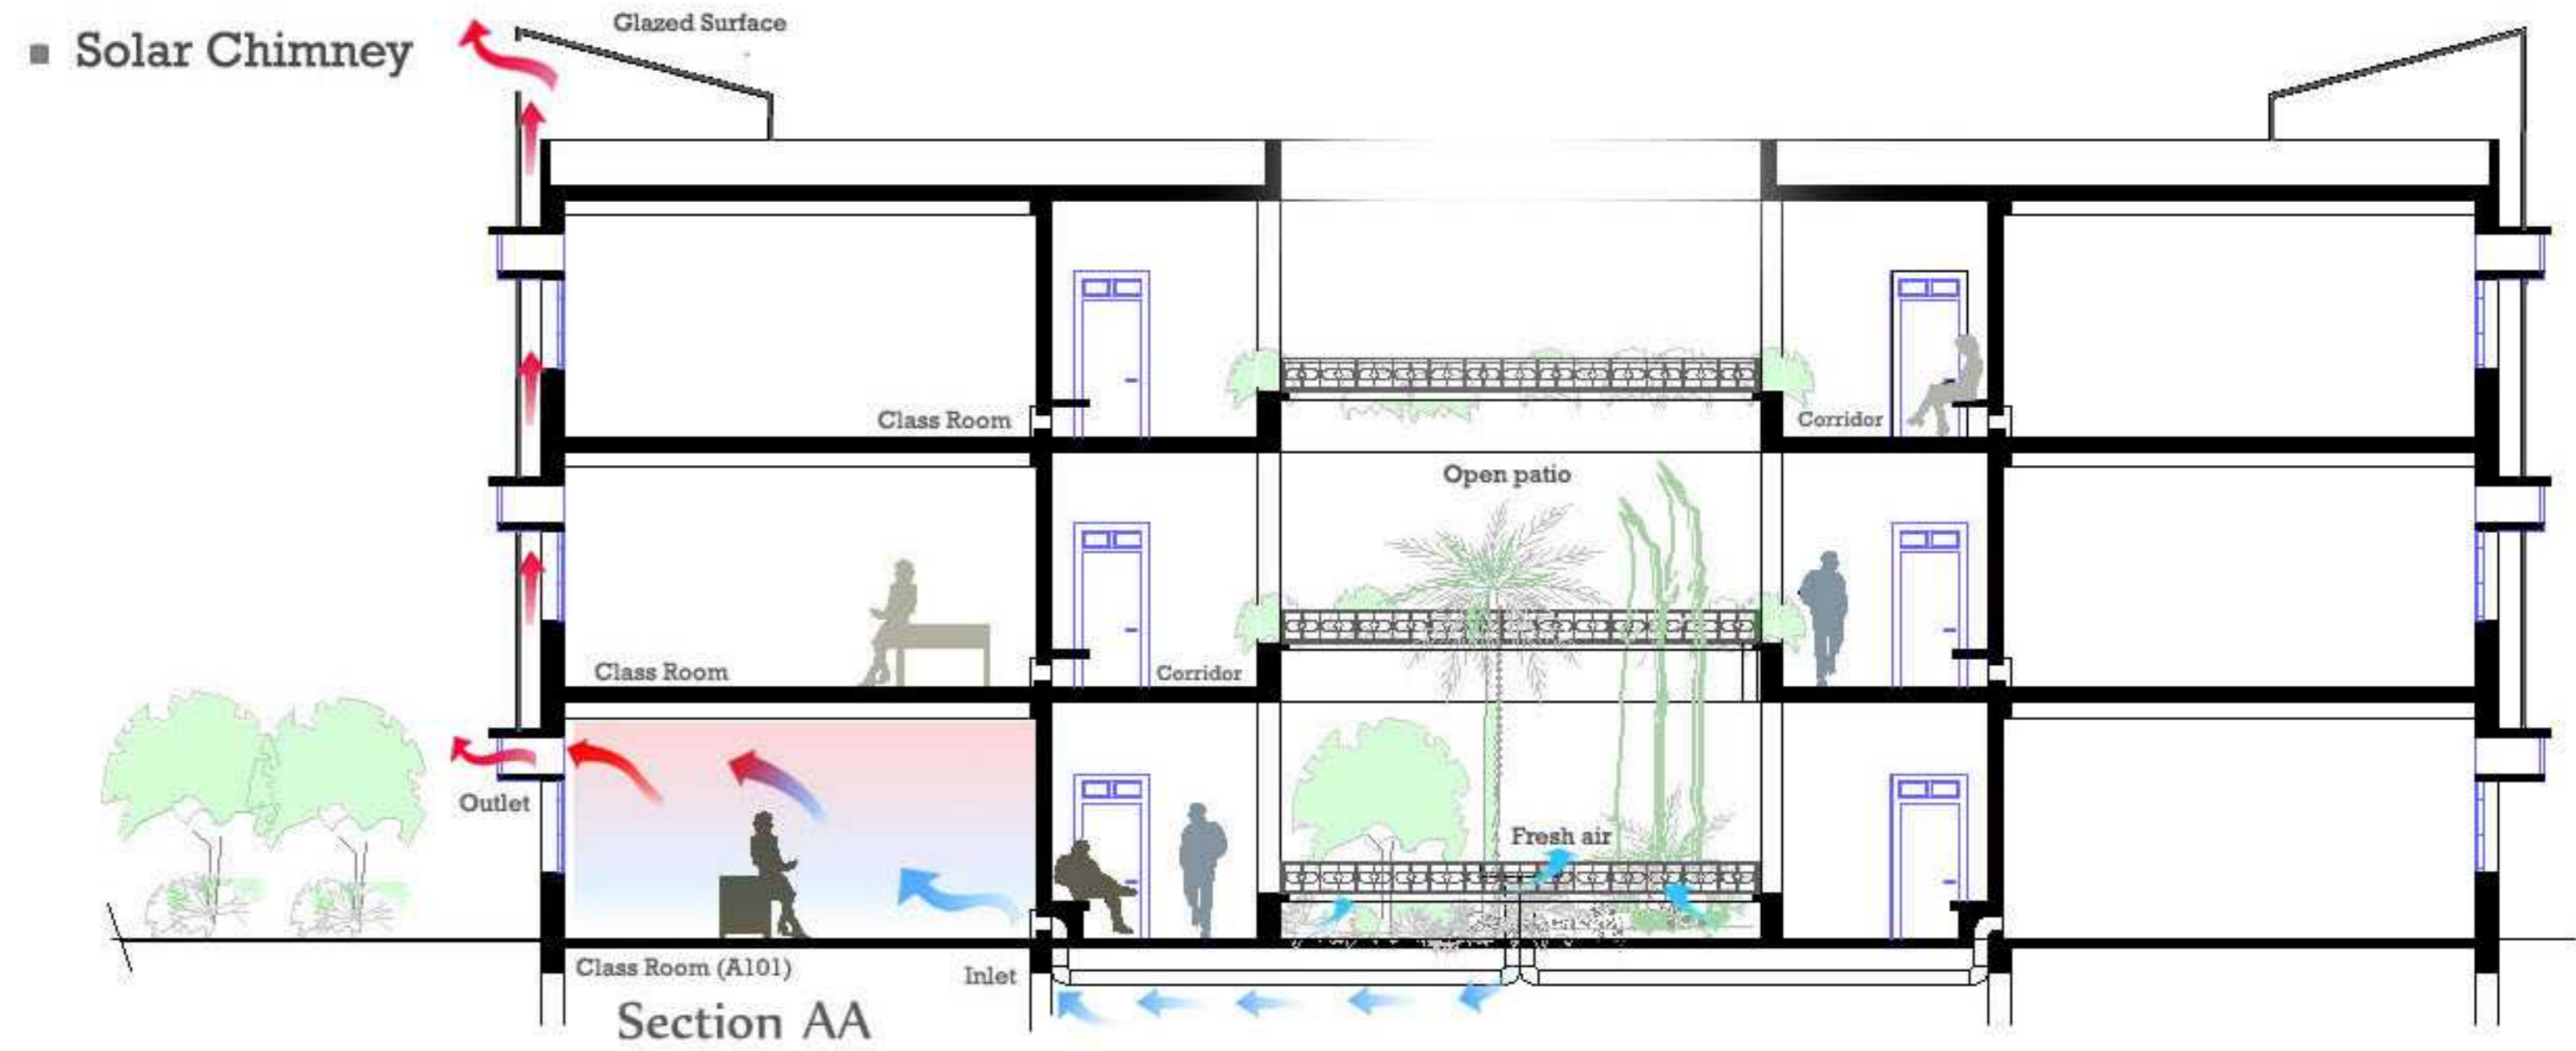 Solar Chimney
Glazed Surface
Class Room
Corridor
Open patio
Class Room
Corridor
Outlet
Fresh air
Class Room (A101)
Inlet
Section AA